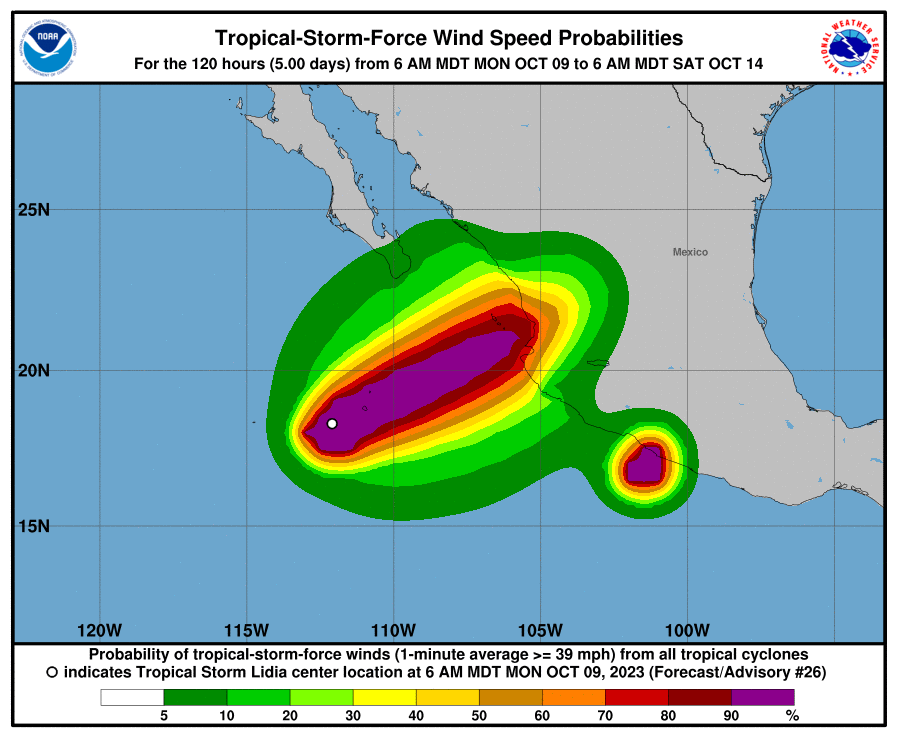 Tropical-Storm-Force Wind Speed Probabilities
For the 120 hours (5.00 days) from 6 AM MDT MON OCT 09 to 6 AM MDT SAT OCT 14
NOAA
NATIONAL WEATHER SERVICE
25N
Mexico
20N
15N
120W 115W 110W 105W 100W
Probability of tropical-storm-force winds (1-minute average >= 39 mph) from all tropical cyclones
indicates Tropical Storm Lidia center location at 6 AM MDT MON OCT 09, 2023 (Forecast/Advisory #26)
5 10 20 30 40 50 60 70 80 90 %